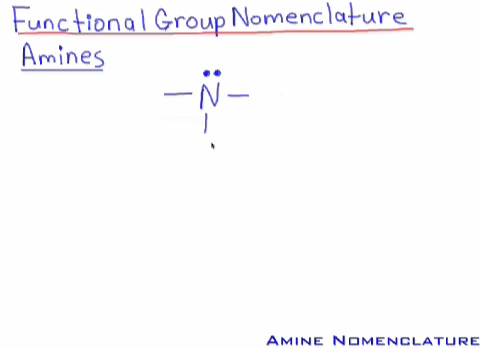 Functional Group Nomenclature
Amines
— N̈ —
|
AMINE NOMENCLATURE